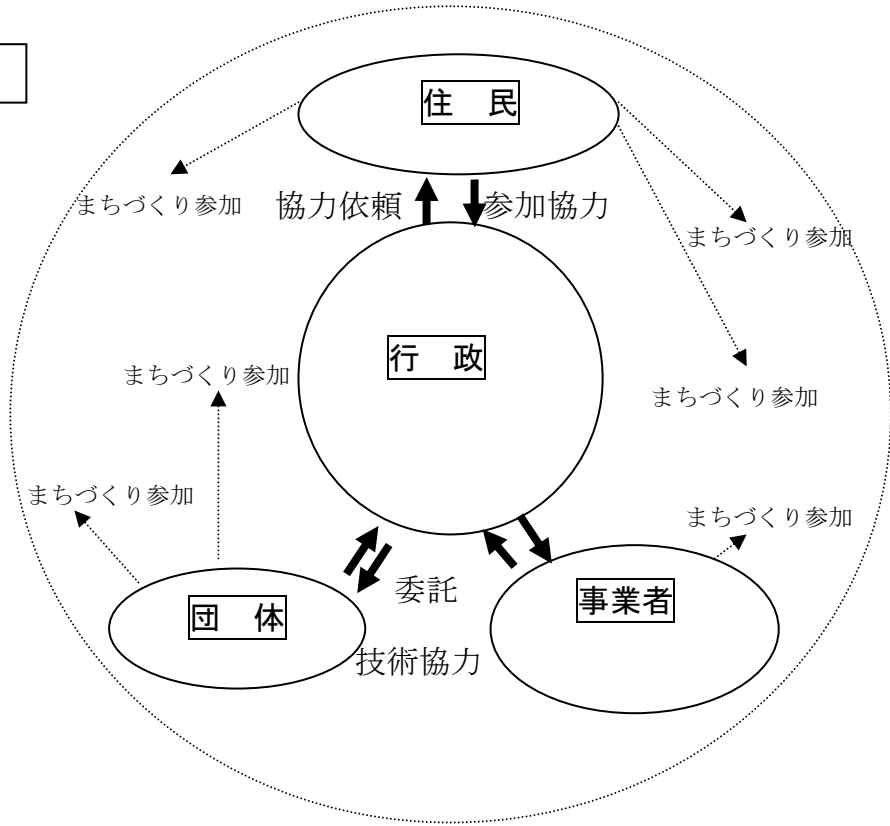 住　民
まちづくり参加
協力依頼
参加協力
まちづくり参加
行　政
まちづくり参加
まちづくり参加
まちづくり参加
まちづくり参加
委託
事業者
団　体
技術協力